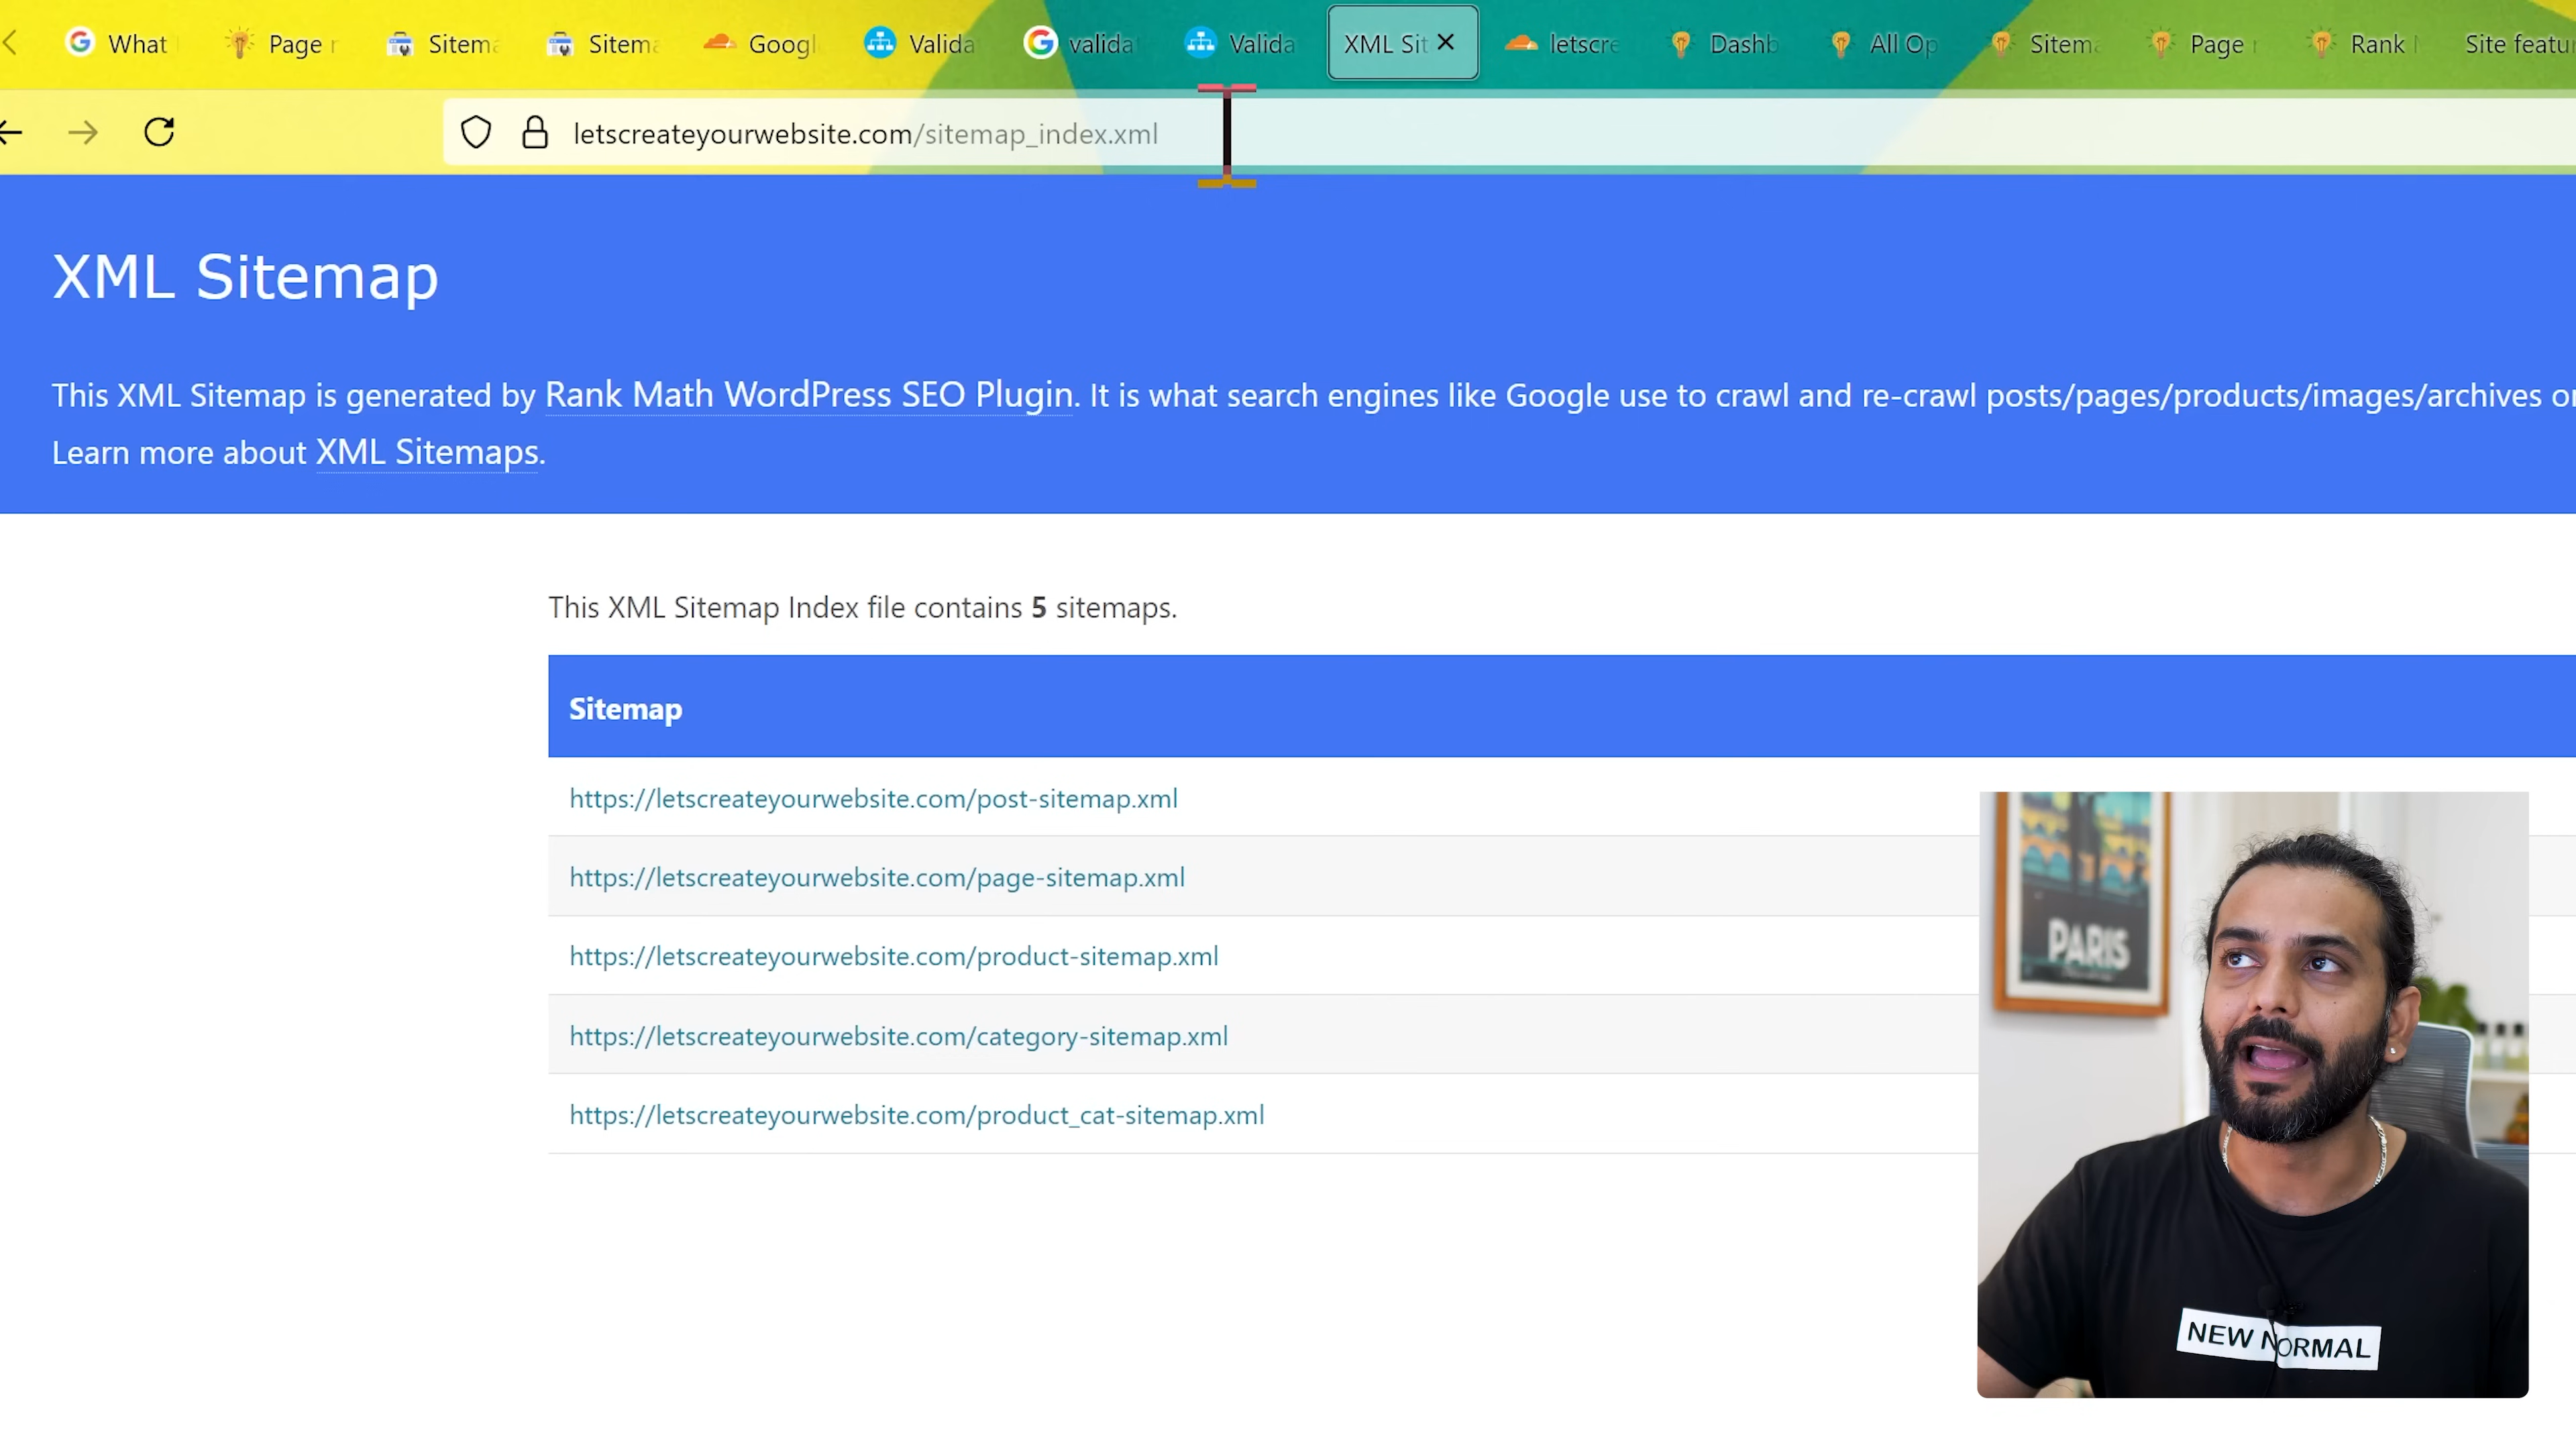 What
Page r
Sitema
Sitema
Googl
Valida
valida
Valida
XML Sit
letscre
Dashb
All Op
Sitema
Page r
Rank
Site featu
letscreateyourwebsite.com/sitemap_index.xml
XML Sitemap
This XML Sitemap is generated by Rank Math WordPress SEO Plugin. It is what search engines like Google use to crawl and re-crawl posts/pages/products/images/archives on
Learn more about XML Sitemaps.
This XML Sitemap Index file contains 5 sitemaps.
Sitemap
https://letscreateyourwebsite.com/post-sitemap.xml
https://letscreateyourwebsite.com/page-sitemap.xml
https://letscreateyourwebsite.com/product-sitemap.xml
https://letscreateyourwebsite.com/category-sitemap.xml
https://letscreateyourwebsite.com/product_cat-sitemap.xml
PARIS
NEW NORMAL